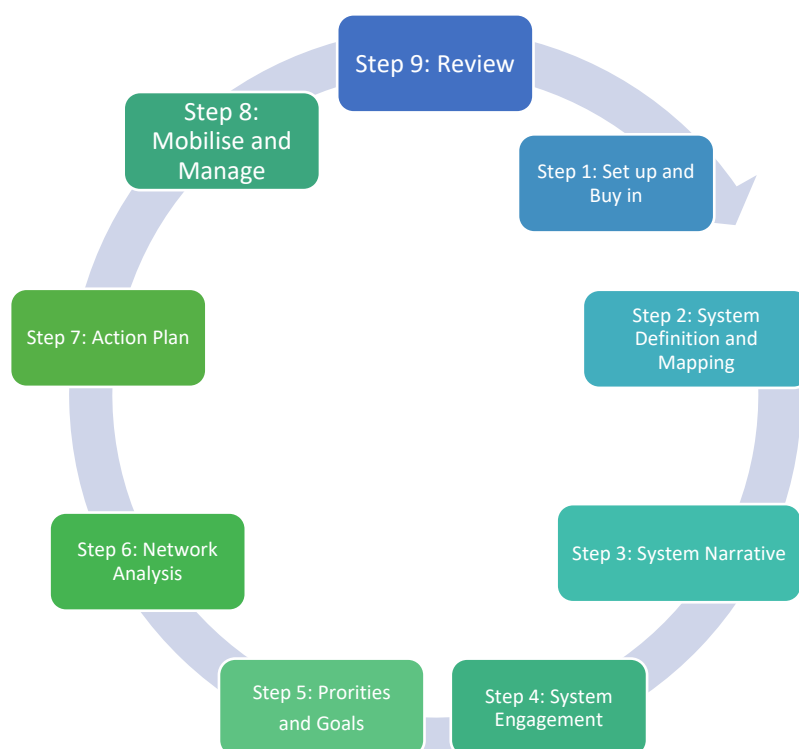 Step 9: Review
Step 1: Set up and
Buy in
Step 2: System
Definition and
Mapping
Step 3: System Narrative
Step 4: System
Engagement
Step 5: Prorities
and Goals
Step 6: Network
Analysis
Step 7: Action Plan
Step 8:
Mobilise and
Manage